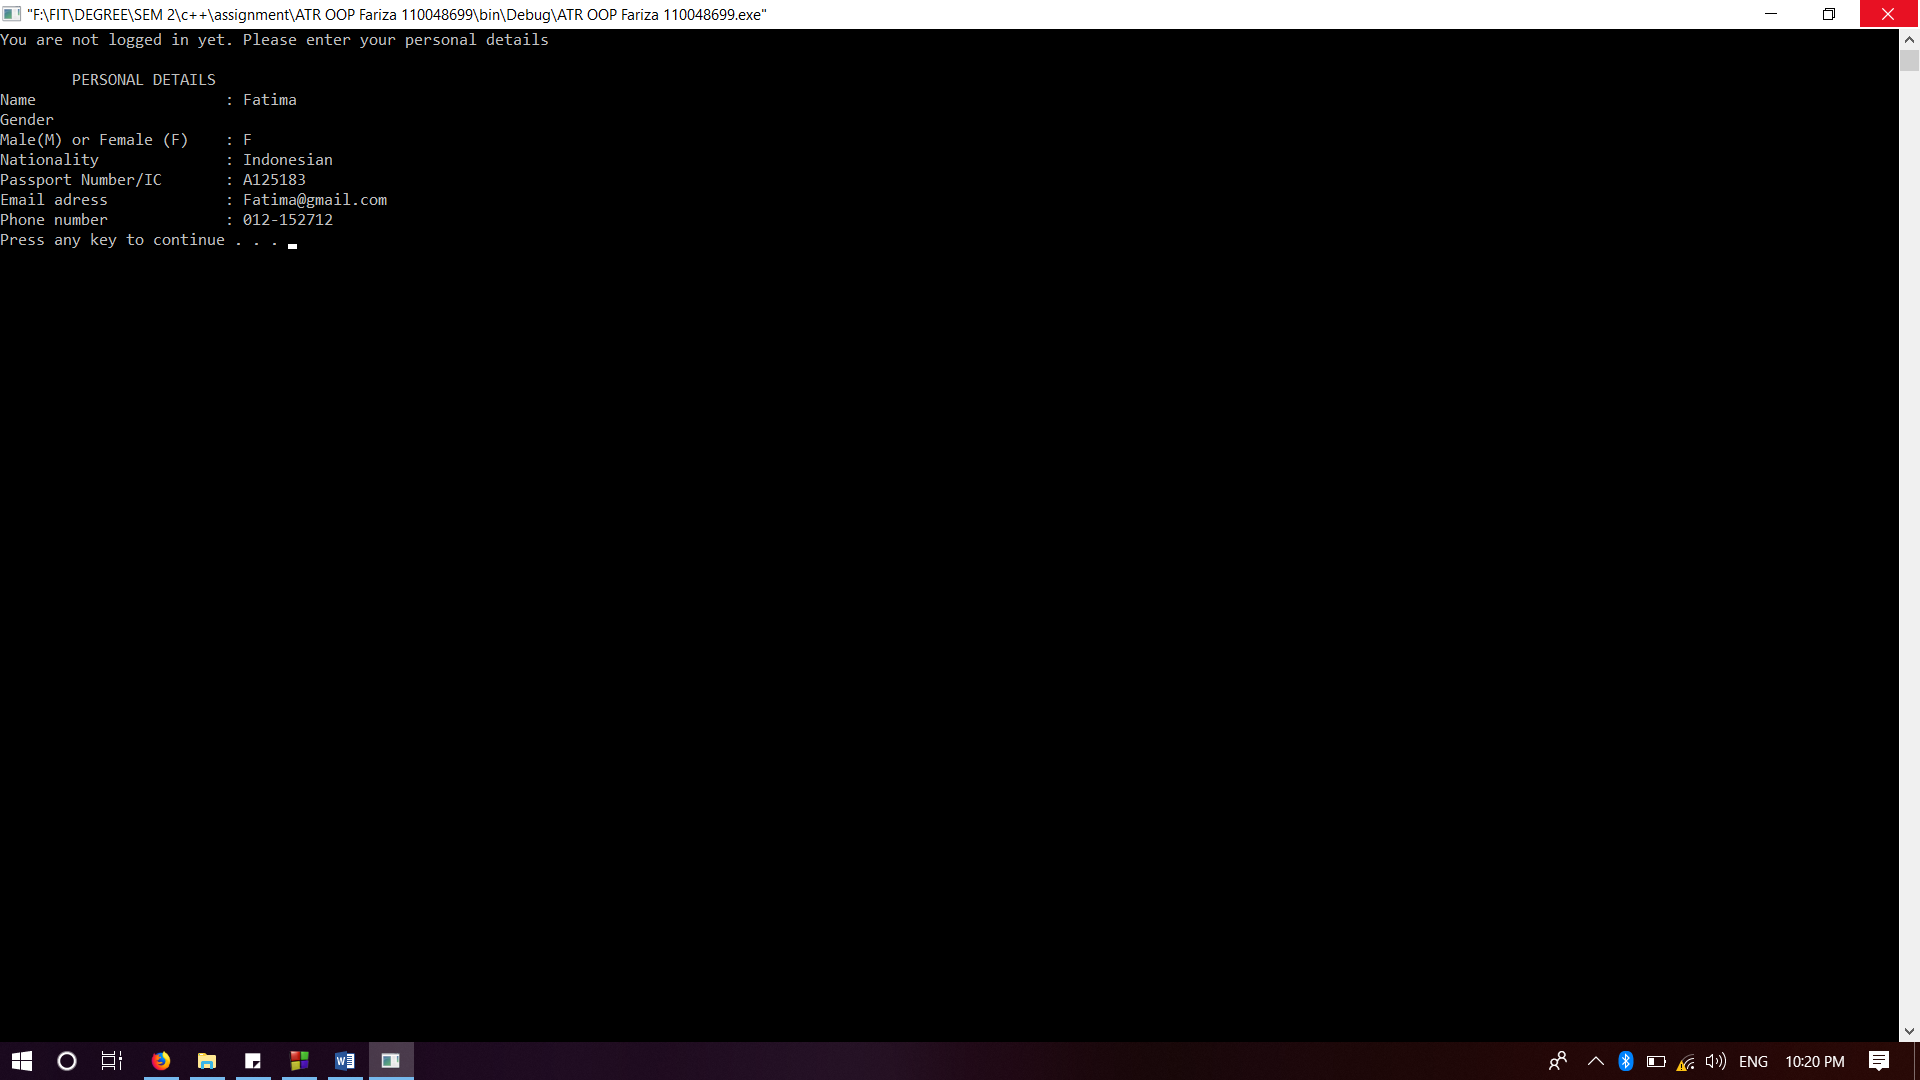 "F:\FIT\DEGREE\SEM 2\c++\assignment\ATR OOP Fariza 110048699\bin\Debug\ATR OOP Fariza 110048699.exe"
You are not logged in yet. Please enter your personal details
PERSONAL DETAILS
Name : Fatima
Gender
Male(M) or Female (F) : F
Nationality : Indonesian
Passport Number/IC : A125183
Email adress : Fatima@gmail.com
Phone number : 012-152712
Press any key to continue . . .
ENG 10:20 PM